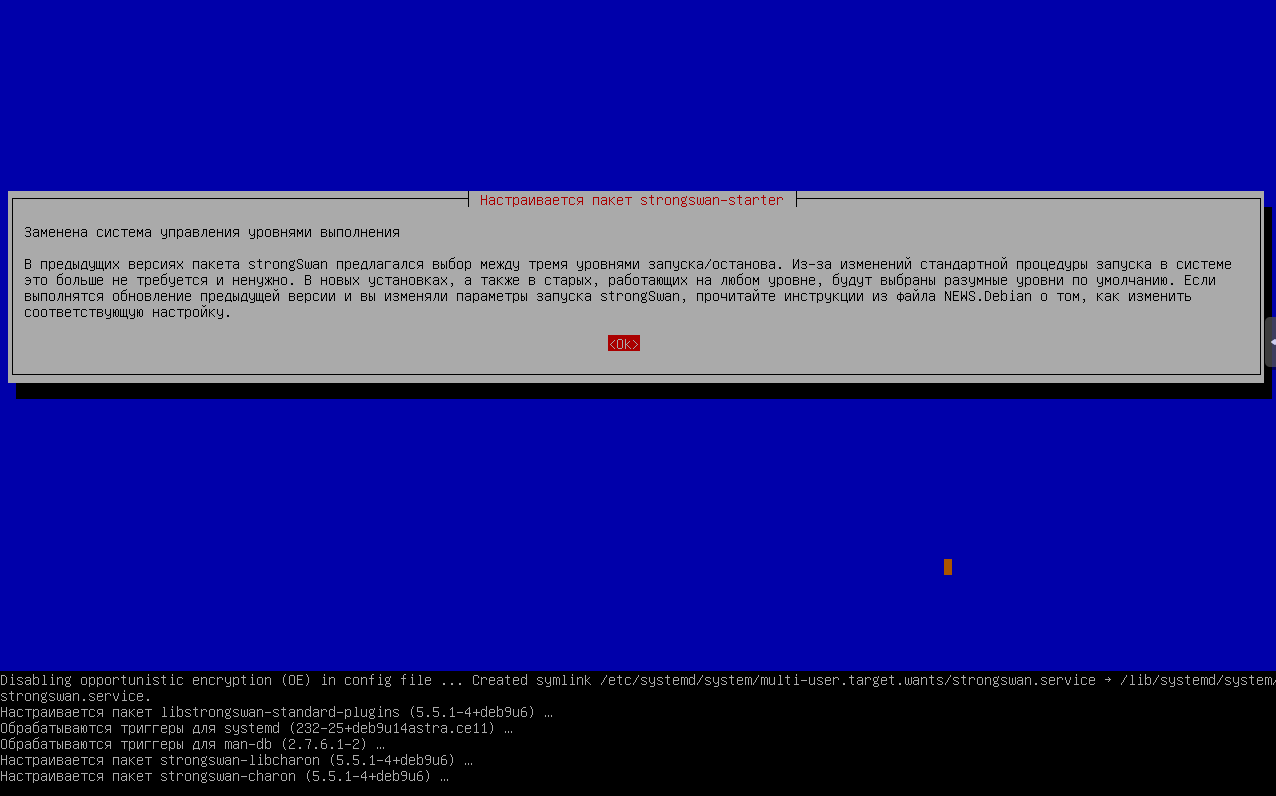 Настраивается пакет strongswan-starter
Заменена система управления уровнями выполнения
В предыдущих версиях пакета strongSwan предлагался выбор между тремя уровнями запуска/останова. Из-за изменений стандартной процедуры запуска в системе
это больше не требуется и ненужно. В новых установках, а также в старых, работающих на любом уровне, будут выбраны разумные уровни по умолчанию. Если
выполнятся обновление предыдущей версии и вы изменяли параметры запуска strongSwan, прочитайте инструкции из файла NEWS.Debian о том, как изменить
соответствующую настройку.
<Ok>
Disabling opportunistic encryption (OE) in config file ... Created symlink /etc/systemd/system/multi-user.target.wants/strongswan.service → /lib/systemd/system/
strongswan.service.
Настраивается пакет libstrongswan-standard-plugins (5.5.1-4+deb9u6) …
Обрабатываются триггеры для systemd (232-25+deb9u14astra.ce11) …
Обрабатываются триггеры для man-db (2.7.6.1-2) …
Настраивается пакет strongswan-libcharon (5.5.1-4+deb9u6) …
Настраивается пакет strongswan-charon (5.5.1-4+deb9u6) …